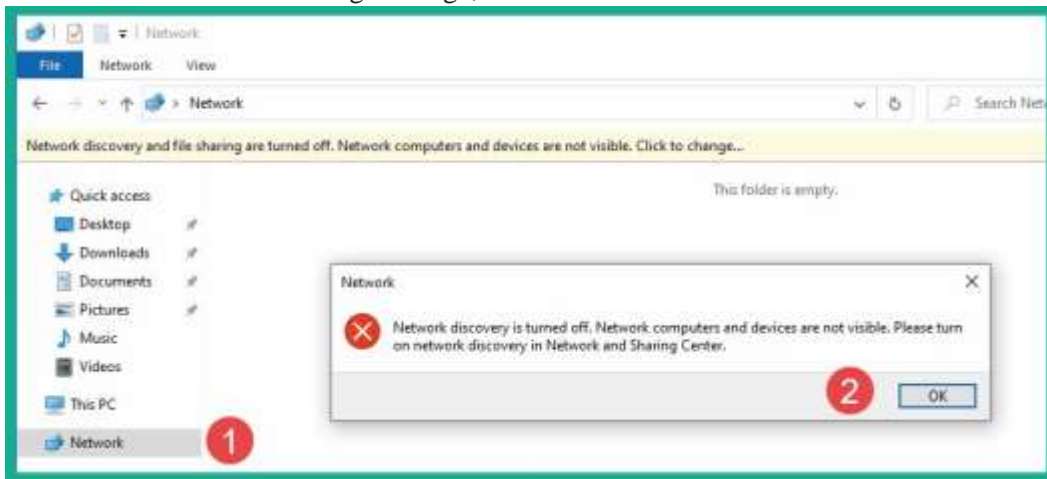 Network
File Network View
Network
Search Net
Network discovery and file sharing are turned off. Network computers and devices are not visible. Click to change...
This folder is empty.
Quick access
Desktop
Downloads
Documents
Pictures
Music
Videos
This PC
Network
1
Network
Network discovery is turned off. Network computers and devices are not visible. Please turn
on network discovery in Network and Sharing Center.
2
OK